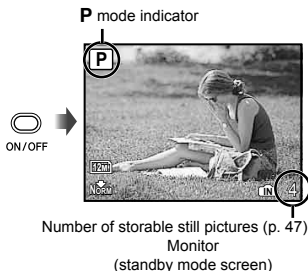 P mode indicator
P
ON/OFF
12M
NORM
IN 4
Number of storable still pictures (p. 47)
Monitor
(standby mode screen)